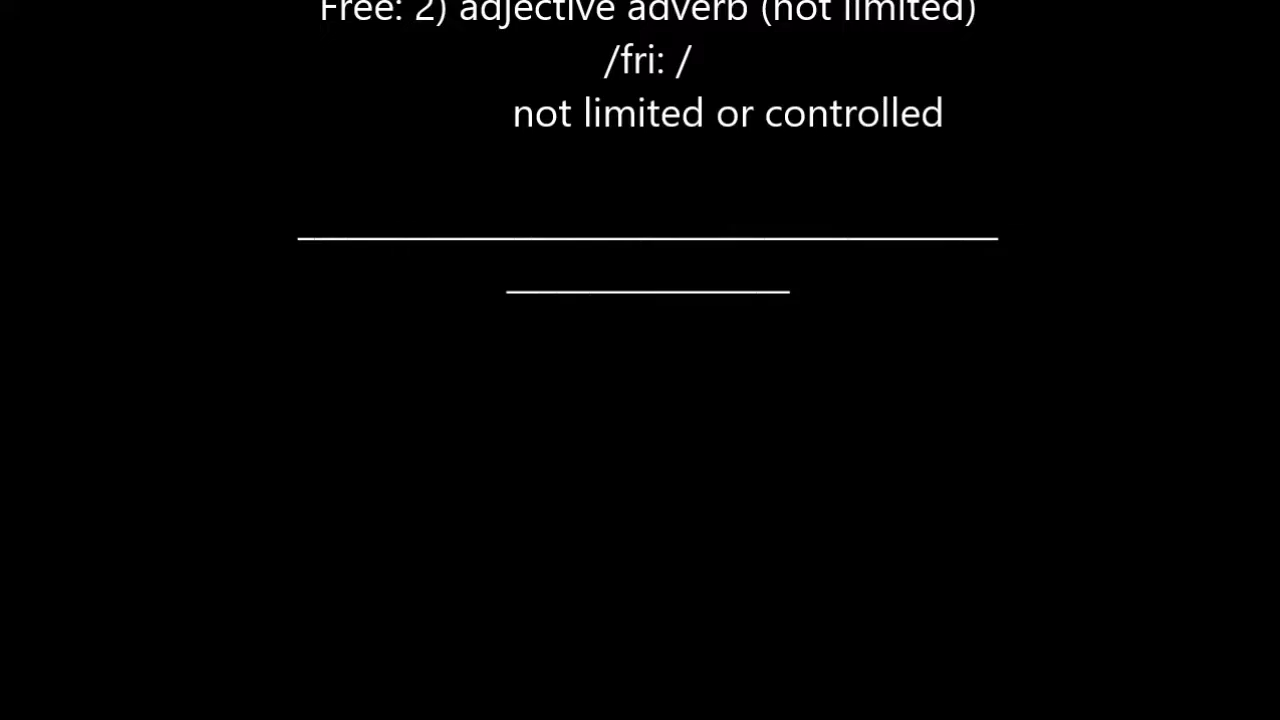 Free: 2) adjective adverb (not limited)
/fri: /
not limited or controlled